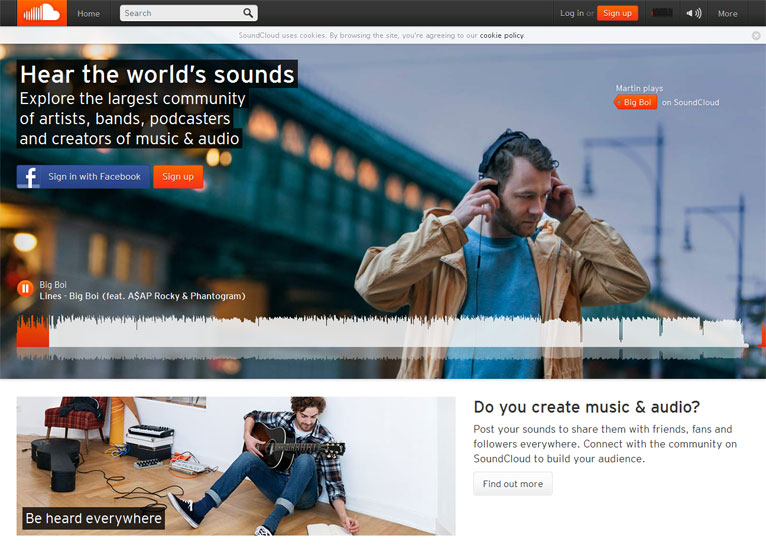 Home
Search
Log in or Sign up
More
SoundCloud uses cookies. By browsing the site, you're agreeing to our cookie policy.
Hear the world's sounds
Explore the largest community
of artists, bands, podcasters
and creators of music & audio
Martin plays
Big Boi on SoundCloud
Sign in with Facebook
Sign up
Big Boi
Lines - Big Boi (feat. A$AP Rocky & Phantogram)
Be heard everywhere
Do you create music & audio?
Post your sounds to share them with friends, fans and
followers everywhere. Connect with the community on
SoundCloud to build your audience.
Find out more